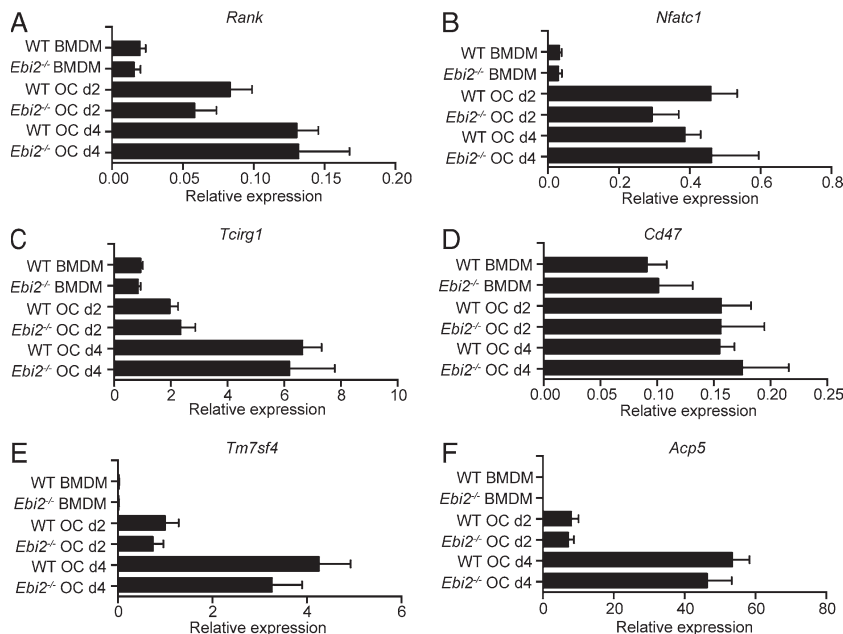 A
Rank
WT BMDM
Ebi2-/- BMDM
WT OC d2
Ebi2-/- OC d2
WT OC d4
Ebi2-/- OC d4
0.00 0.05 0.10 0.15 0.20
Relative expression
B
Nfatc1
WT BMDM
Ebi2-/- BMDM
WT OC d2
Ebi2-/- OC d2
WT OC d4
Ebi2-/- OC d4
0.0 0.2 0.4 0.6 0.8
Relative expression
C
Tcirg1
WT BMDM
Ebi2-/- BMDM
WT OC d2
Ebi2-/- OC d2
WT OC d4
Ebi2-/- OC d4
0 2 4 6 8 10
Relative expression
D
Cd47
WT BMDM
Ebi2-/- BMDM
WT OC d2
Ebi2-/- OC d2
WT OC d4
Ebi2-/- OC d4
0.00 0.05 0.10 0.15 0.20 0.25
Relative expression
E
Tm7sf4
WT BMDM
Ebi2-/- BMDM
WT OC d2
Ebi2-/- OC d2
WT OC d4
Ebi2-/- OC d4
0 2 4 6
Relative expression
F
Acp5
WT BMDM
Ebi2-/- BMDM
WT OC d2
Ebi2-/- OC d2
WT OC d4
Ebi2-/- OC d4
0 20 40 60 80
Relative expression